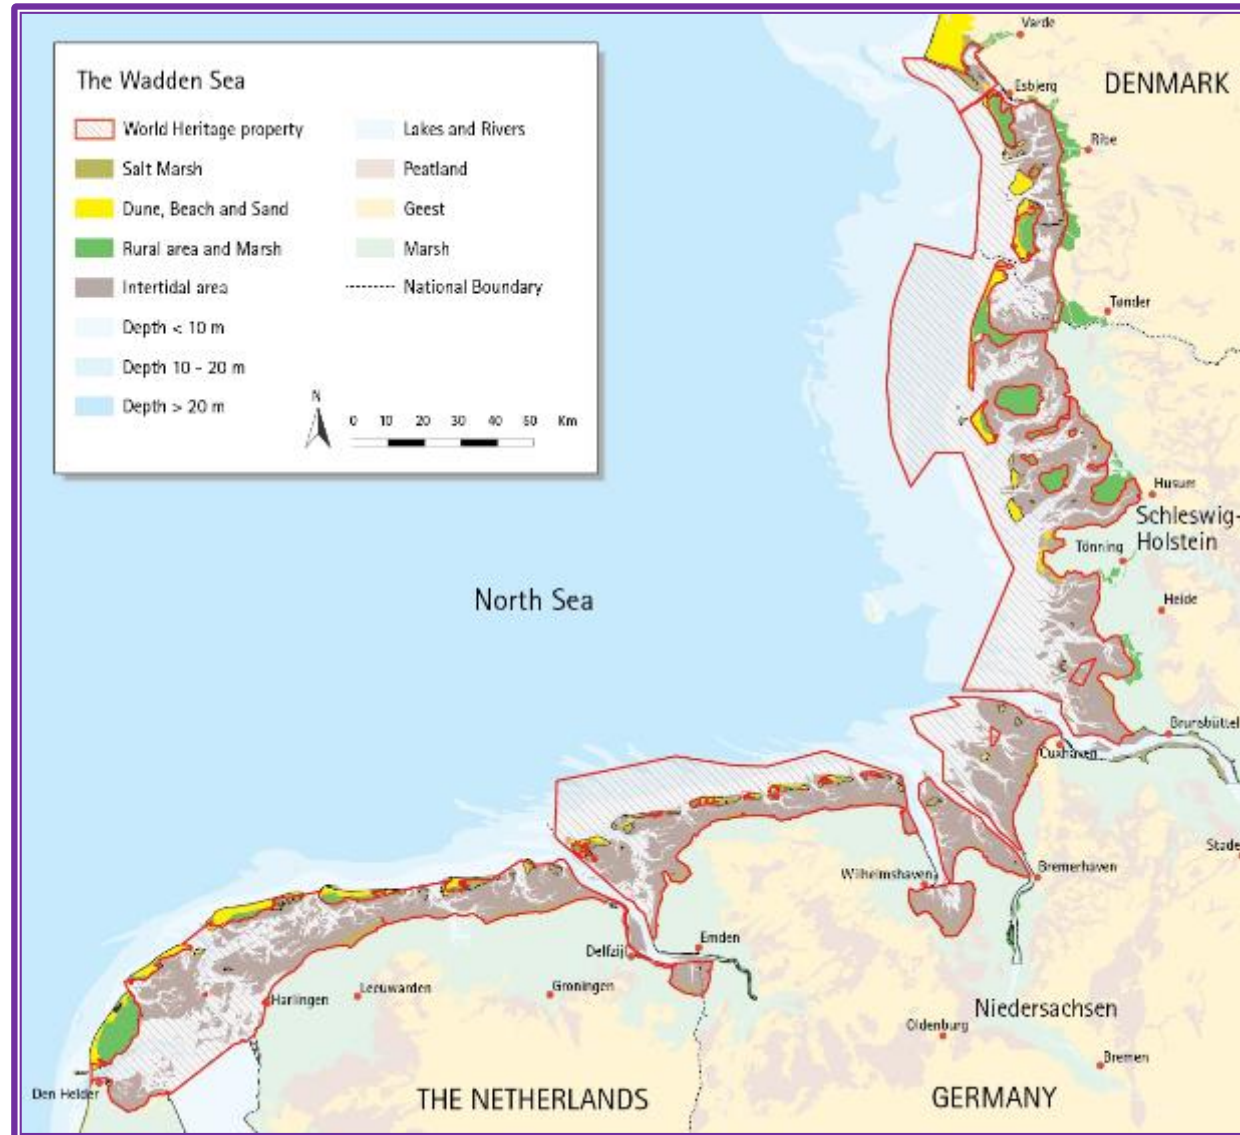 The Wadden Sea
World Heritage property
Salt Marsh
Dune, Beach and Sand
Rural area and Marsh
Intertidal area
Depth < 10 m
Depth 10 - 20 m
Depth > 20 m
Lakes and Rivers
Peatland
Geest
Marsh
National Boundary
N
0 10 20 30 40 50 Km
Varde
DENMARK
Esbjerg
Ribe
Tønder
Husum
Schleswig-
Holstein
Tönning
North Sea
Heide
Brunsbüttel
Cuxhaven
Stade
Bremerhaven
Wilhelmshaven
Emden
Delfzijl
Groningen
Leeuwarden
Harlingen
Niedersachsen
Oldenburg
Bremen
Den Helder
THE NETHERLANDS
GERMANY